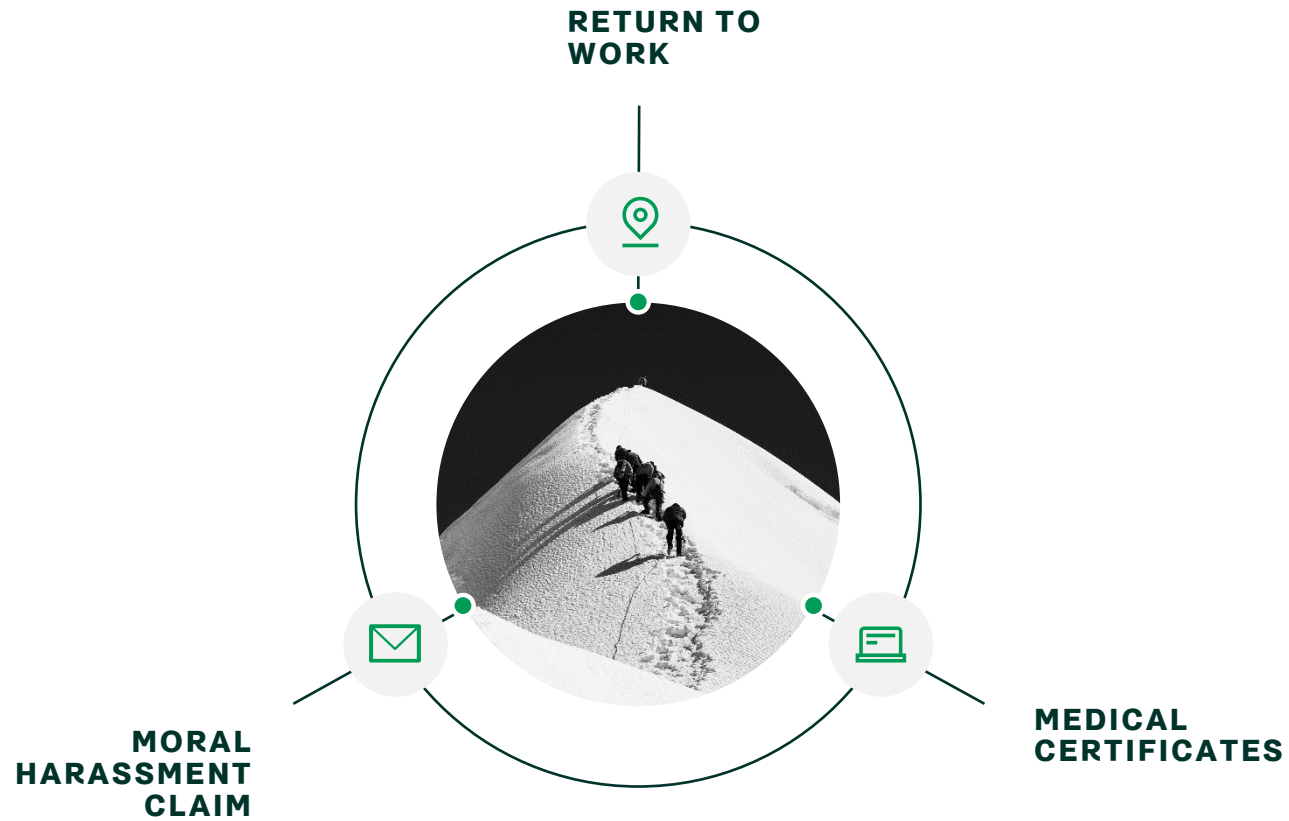 RETURN TO
WORK
MORAL
HARASSMENT
CLAIM
MEDICAL
CERTIFICATES